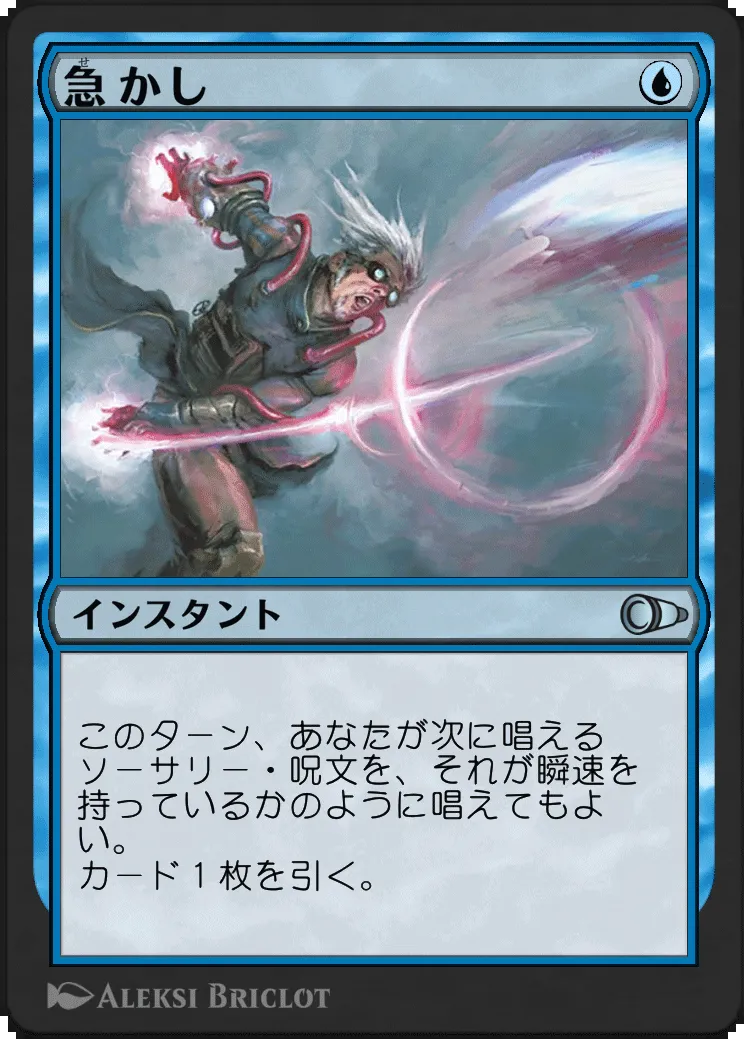 急かし
せ
インスタント
このターン、あなたが次に唱える
ソーサリー・呪文を、それが瞬速を
持っているかのように唱えてもよ
い。
カード1枚を引く。
ALEKSI BRICLOT